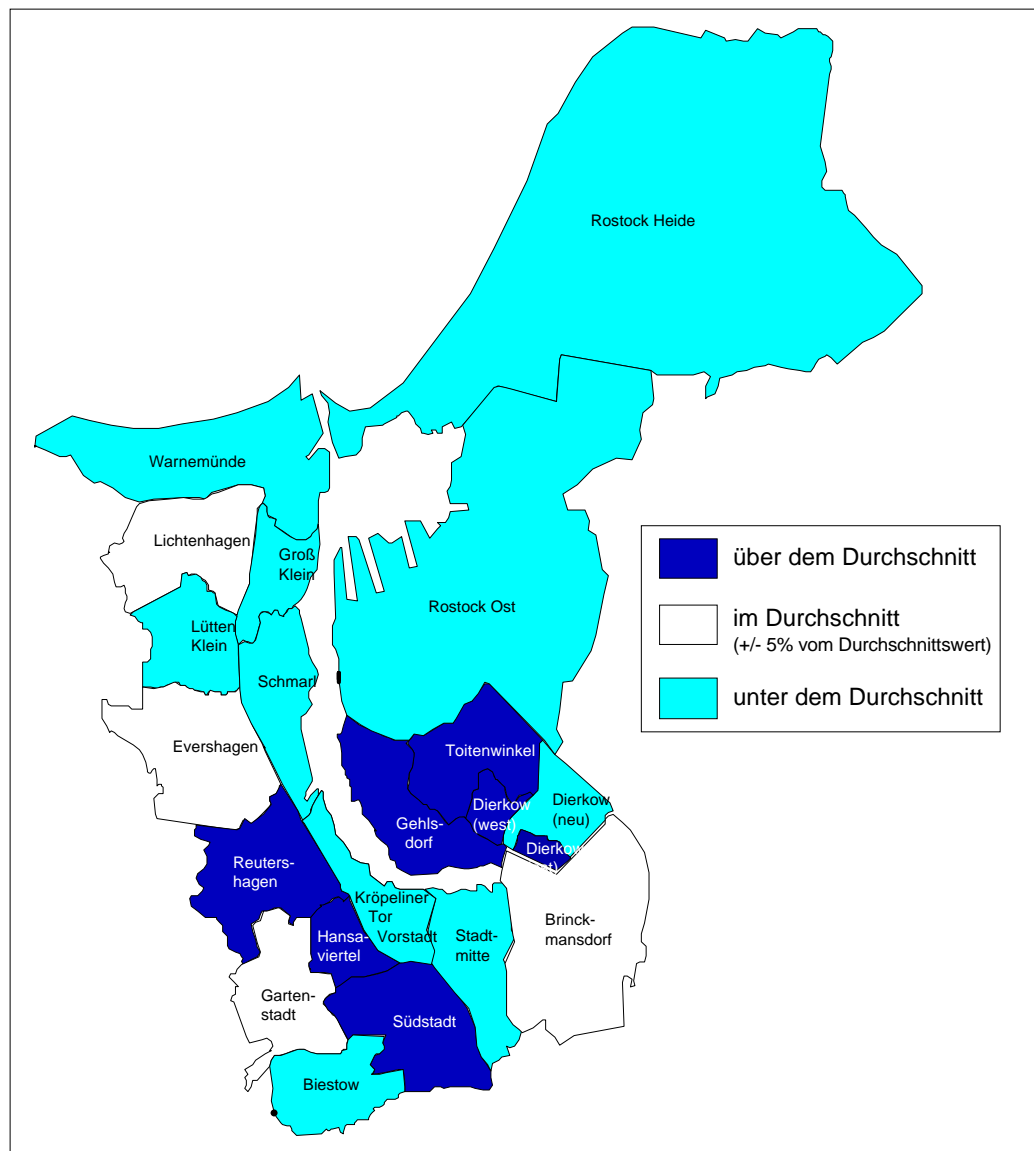 Rostock Heide
Warnemünde
Lichtenhagen
Groß
Klein
Rostock Ost
Lütten
Klein
Schmarl
Evershagen
Toitenwinkel
Dierkow
(west)
Dierkow
(neu)
Gehls-
dorf
Dierkow
Reuters-
hagen
Kröpeliner
Tor
Vorstadt
Hansa-
viertel
Stadt-
mitte
Brinck-
mansdorf
Garten-
stadt
Südstadt
Biestow
über dem Durchschnitt
im Durchschnitt
(+/- 5% vom Durchschnittswert)
unter dem Durchschnitt